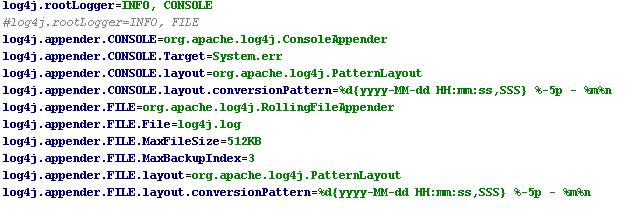 log4j.rootLogger=INFO, CONSOLE
#log4j.rootLogger=INFO, FILE
log4j.appender.CONSOLE=org.apache.log4j.ConsoleAppender
log4j.appender.CONSOLE.Target=System.err
log4j.appender.CONSOLE.layout=org.apache.log4j.PatternLayout
log4j.appender.CONSOLE.layout.conversionPattern=%d{yyyy-MM-dd HH:mm:ss,SSS} %-5p - %m%n
log4j.appender.FILE=org.apache.log4j.RollingFileAppender
log4j.appender.FILE.File=log4j.log
log4j.appender.FILE.MaxFileSize=512KB
log4j.appender.FILE.MaxBackupIndex=3
log4j.appender.FILE.layout=org.apache.log4j.PatternLayout
log4j.appender.FILE.layout.conversionPattern=%d{yyyy-MM-dd HH:mm:ss,SSS} %-5p - %m%n